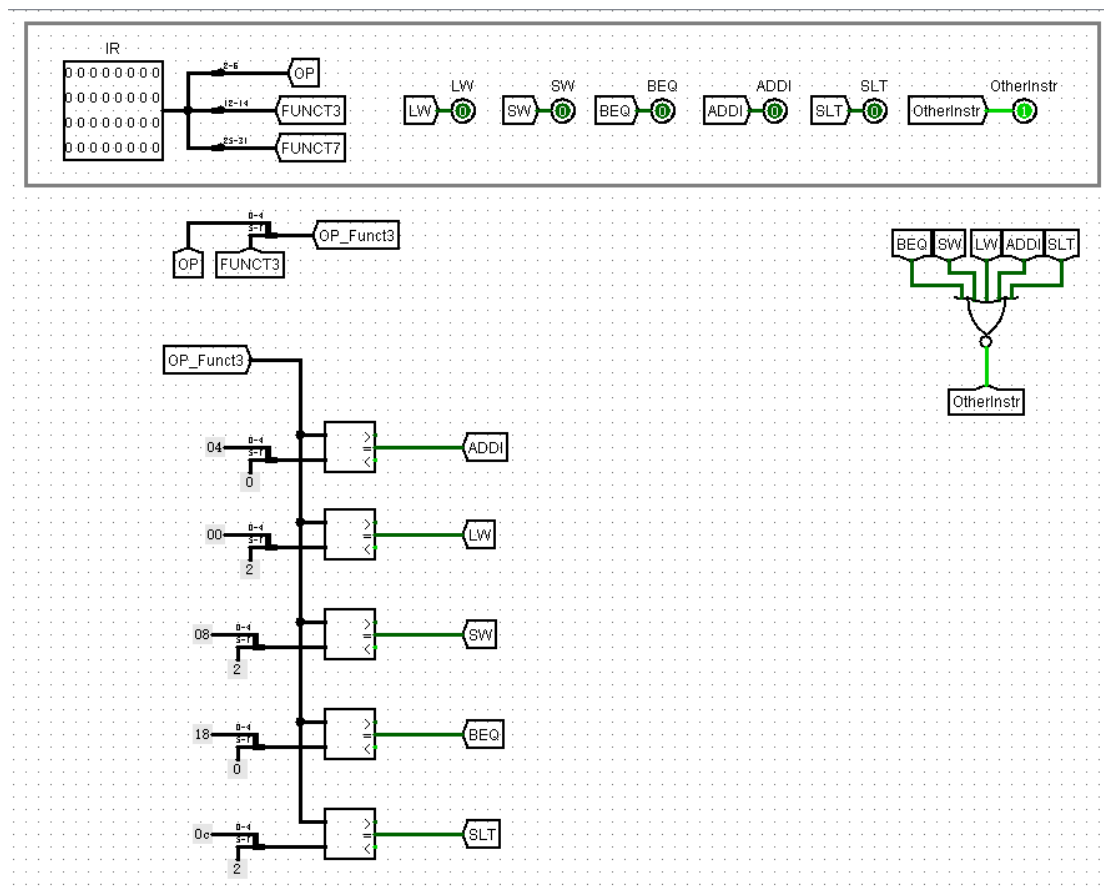 IR
00000000
00000000
00000000
00000000
2-6
OP
12-14
FUNCT3
25-31
FUNCT7
LW SW BEQ ADDI SLT OtherInstr
LW 0 SW 0 BEQ 0 ADDI 0 SLT 0 OtherInstr 1
0-4
5-7
OP_Funct3
OP FUNCT3
BEQ SW LW ADDI SLT
OtherInstr
OP_Funct3
04 0-4 > = < ADDI
5-7
0
00 0-4 > = < LW
5-7
2
08 0-4 > = < SW
5-7
2
18 0-4 > = < BEQ
5-7
0
0c 0-4 > = < SLT
5-7
2